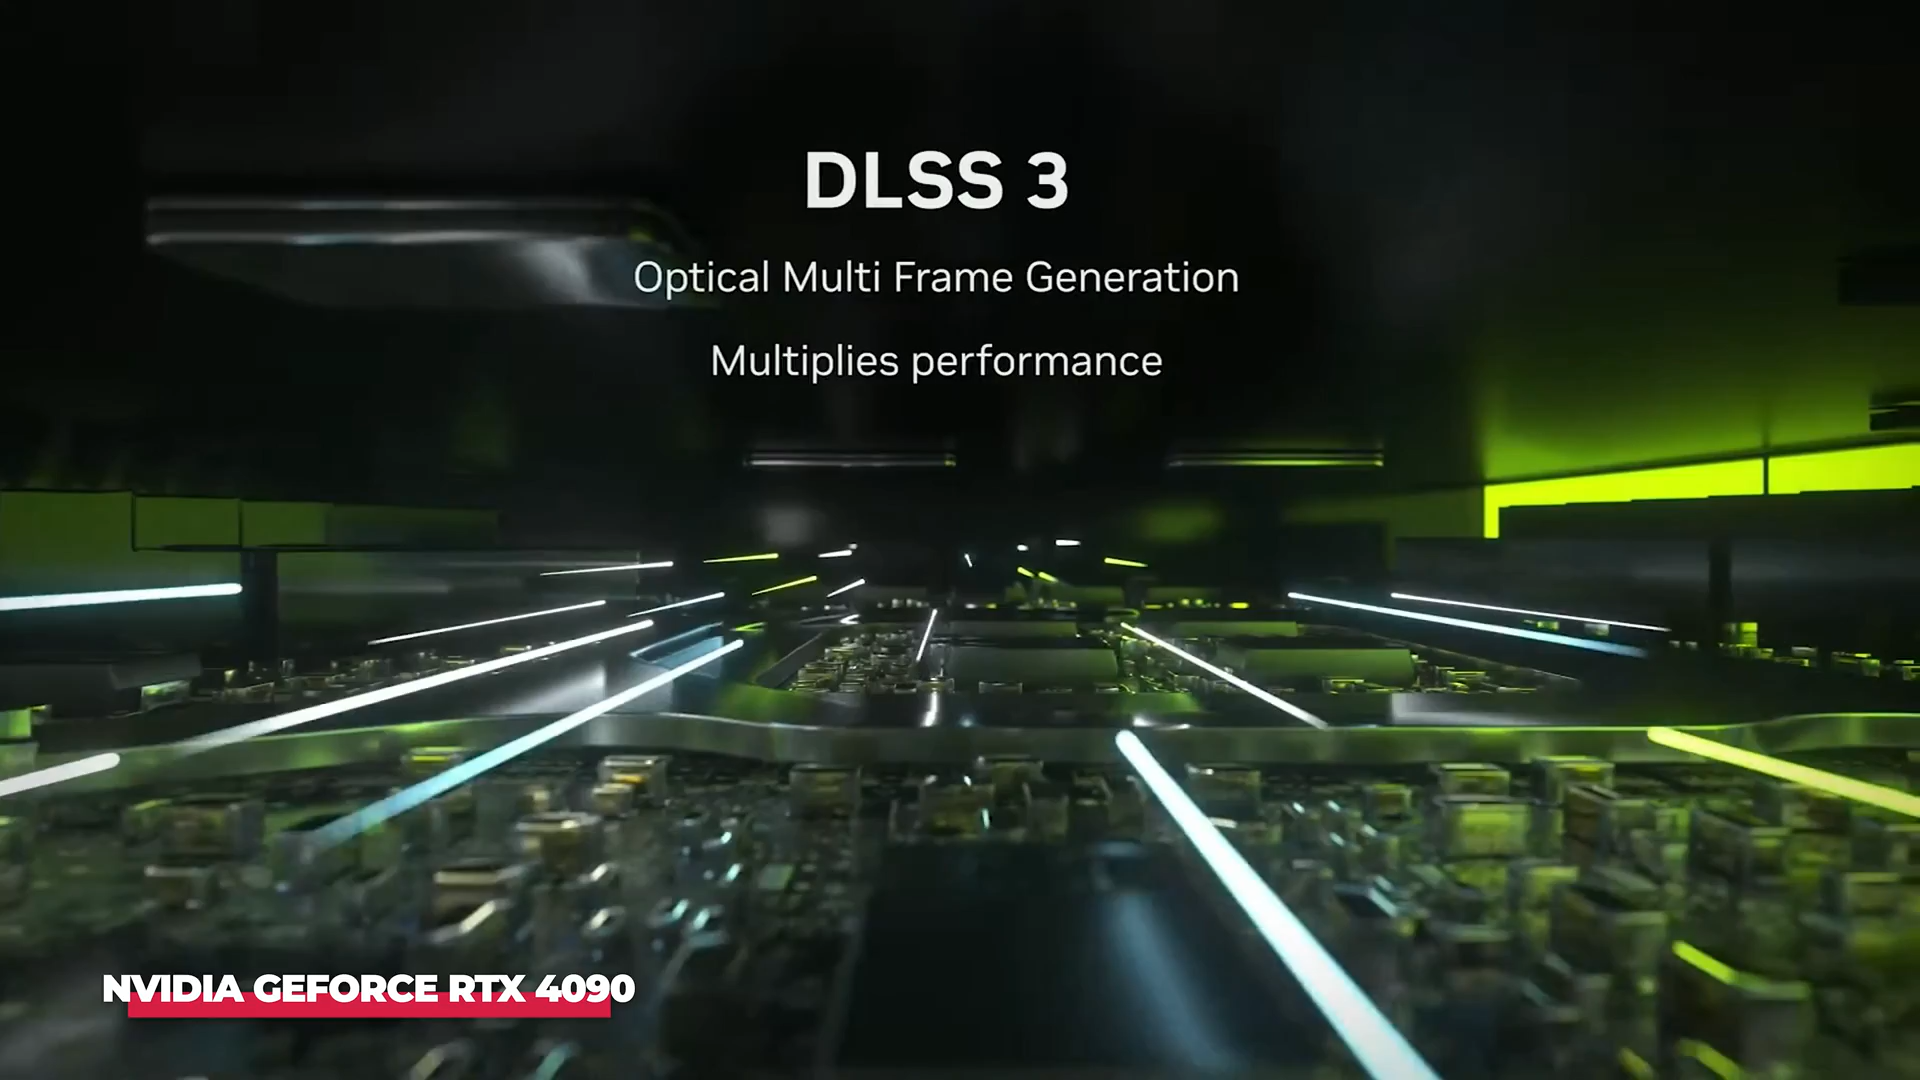 DLSS 3
Optical Multi Frame Generation
Multiplies performance
NVIDIA GEFORCE RTX 4090